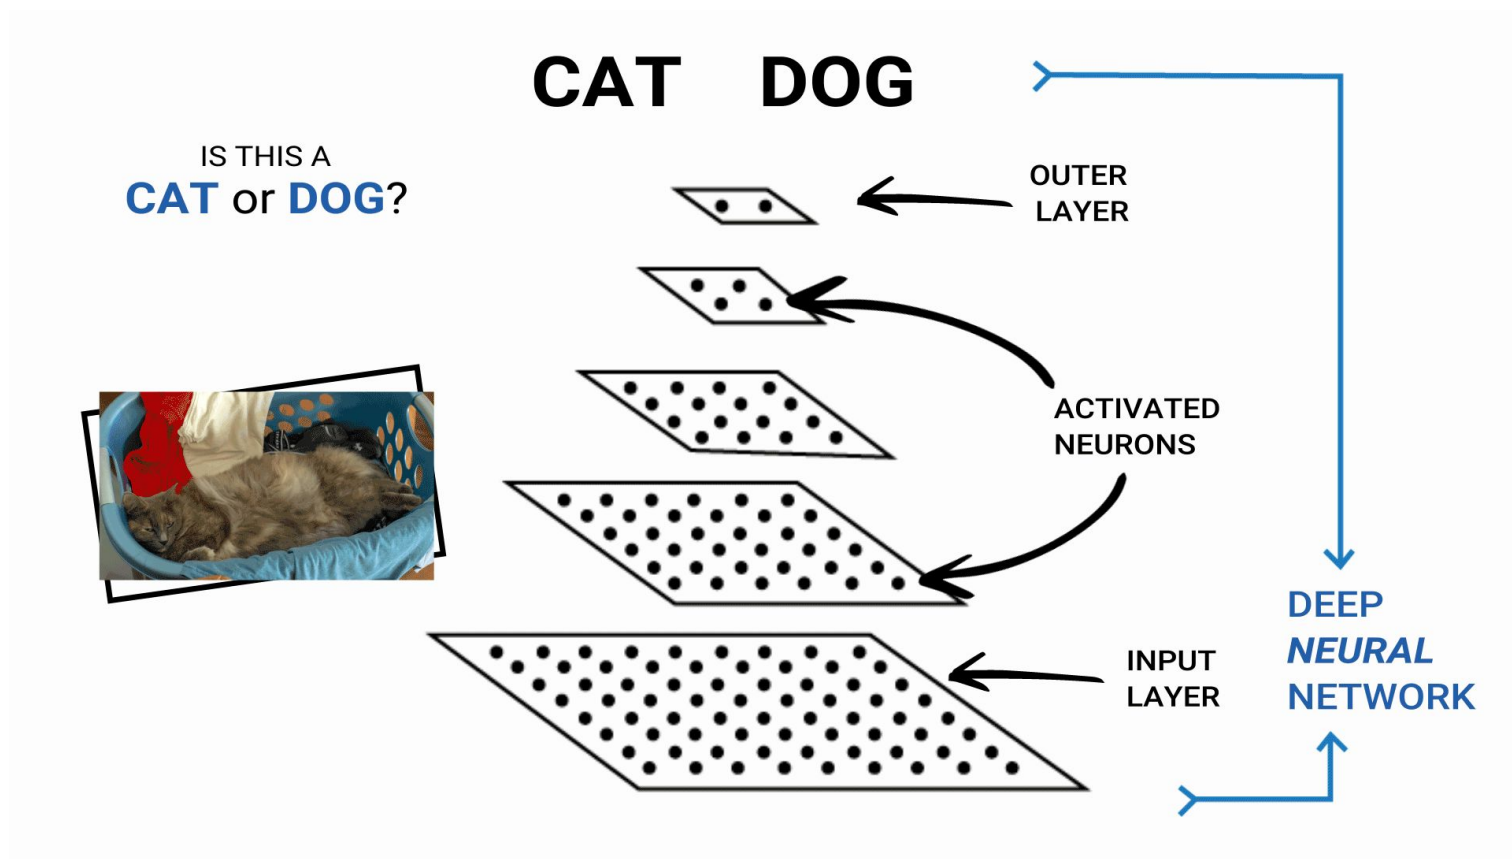 CAT DOG
IS THIS A
CAT or DOG?
OUTER
LAYER
ACTIVATED
NEURONS
INPUT
LAYER
DEEP
NEURAL
NETWORK